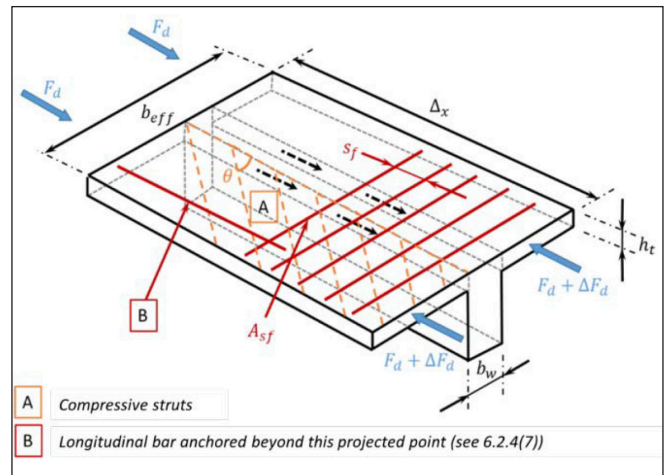 F_d
F_d
b_eff
Δ_x
s_f
θ
A
h_t
F_d + ΔF_d
B
A_sf
F_d + ΔF_d
b_w
A Compressive struts
B Longitudinal bar anchored beyond this projected point (see 6.2.4(7))